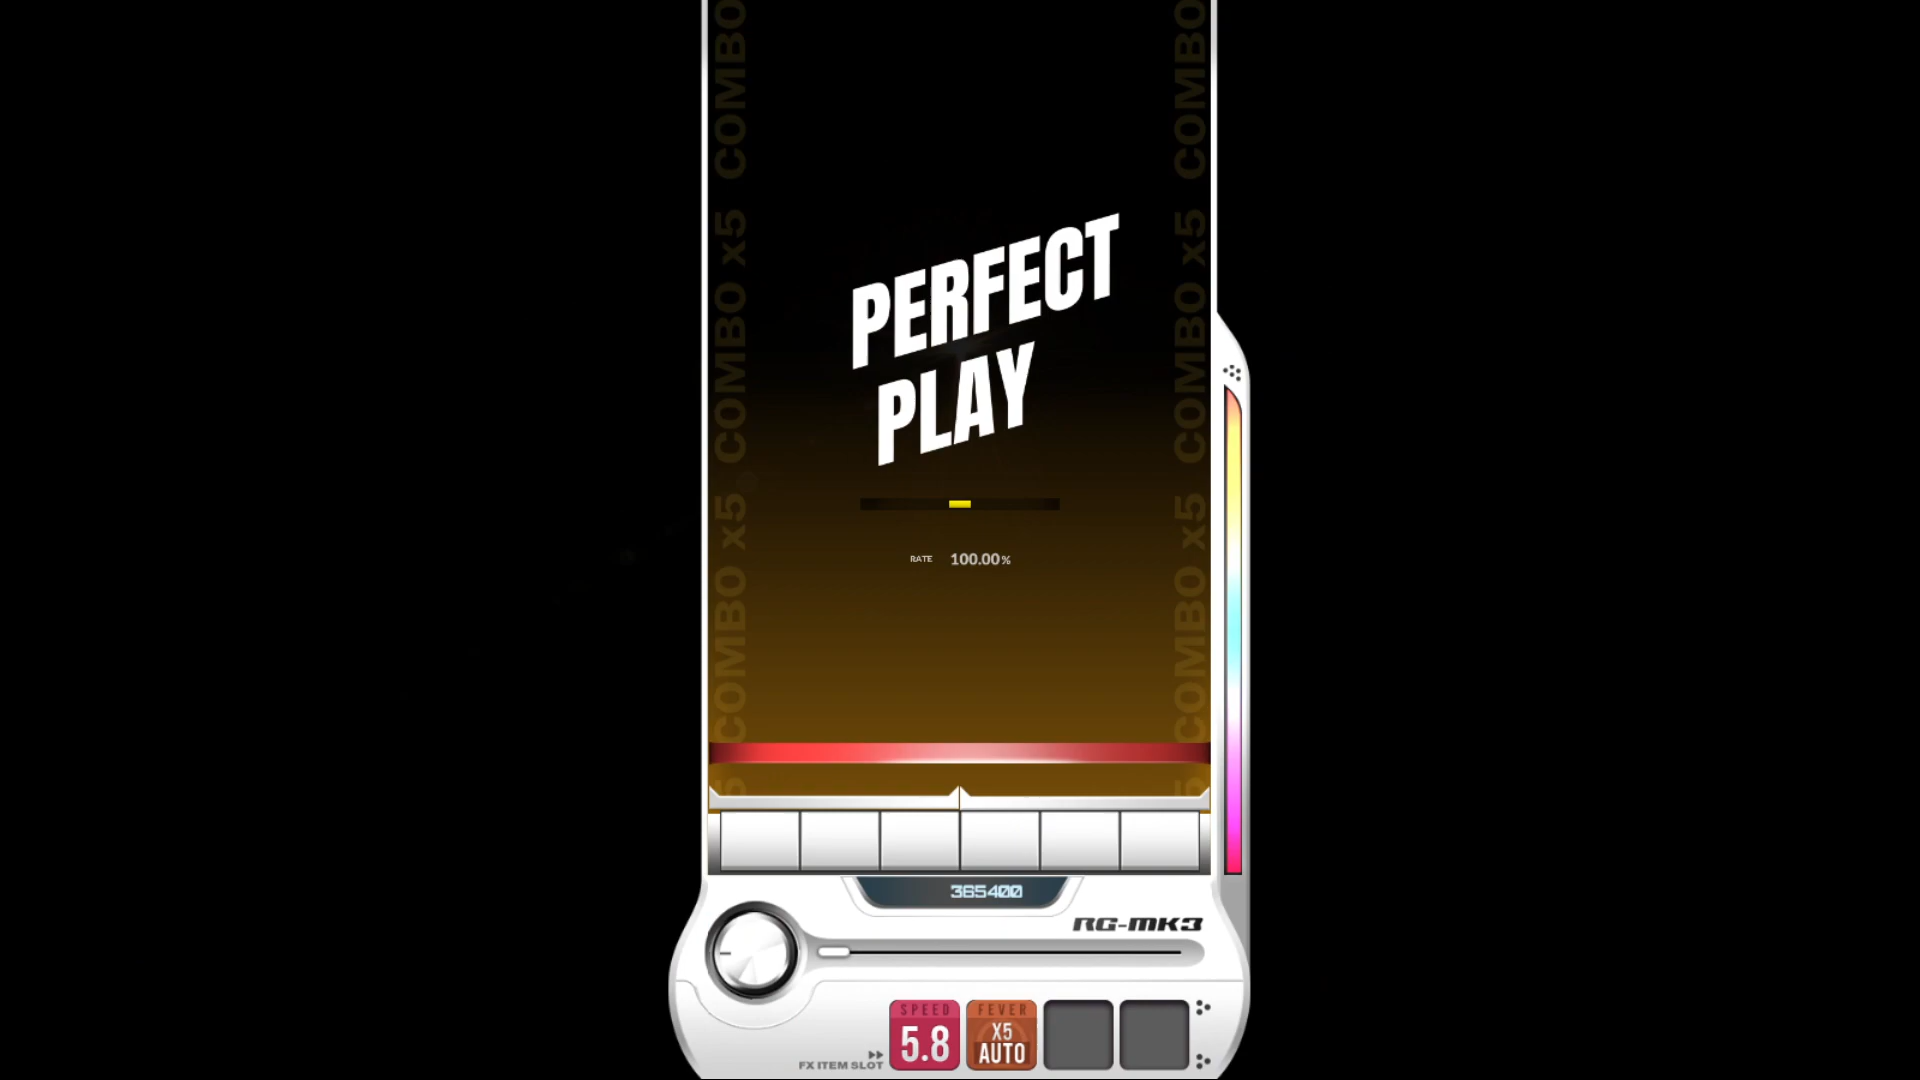 COMBO x5 COMBO x5 COMBO
COMBO x5 COMBO x5 COMBO
PERFECT
PLAY
RATE 100.00%
365400
RG-MK3
SPEED
5.8
FEVER
X5
AUTO
FX ITEM SLOT